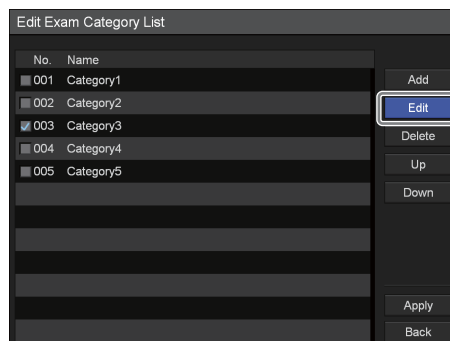 Edit Exam Category List
No. Name
001 Category1
002 Category2
003 Category3
004 Category4
005 Category5
Add
Edit
Delete
Up
Down
Apply
Back